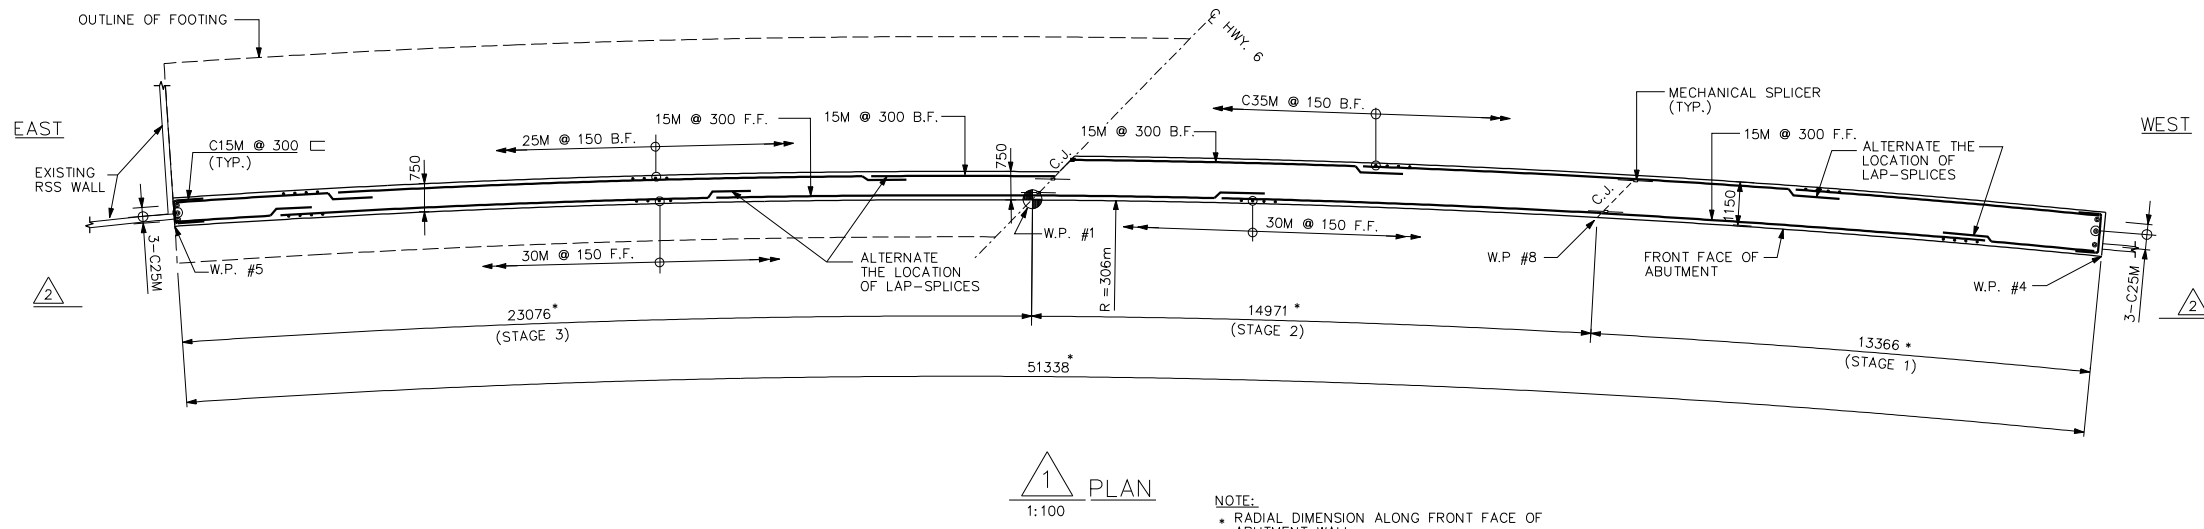 OUTLINE OF FOOTING
℄ HWY. 6
EAST
WEST
EXISTING
RSS WALL
C15M @ 300
(TYP.)
25M @ 150 B.F.
15M @ 300 F.F.
15M @ 300 B.F.
C35M @ 150 B.F.
15M @ 300 B.F.
MECHANICAL SPLICER
(TYP.)
15M @ 300 F.F.
ALTERNATE THE
LOCATION OF
LAP-SPLICES
750
750
C.J.
C.J.
1150
3-C25M
W.P. #5
30M @ 150 F.F.
ALTERNATE
THE LOCATION
OF LAP-SPLICES
W.P. #1
R = 306m
30M @ 150 F.F.
W.P #8
FRONT FACE OF
ABUTMENT
W.P. #4
3-C25M
2
2
23076*
(STAGE 3)
14971*
(STAGE 2)
13366*
(STAGE 1)
51338*
1 PLAN
1:100
NOTE:
* RADIAL DIMENSION ALONG FRONT FACE OF
ABUTMENT WALL